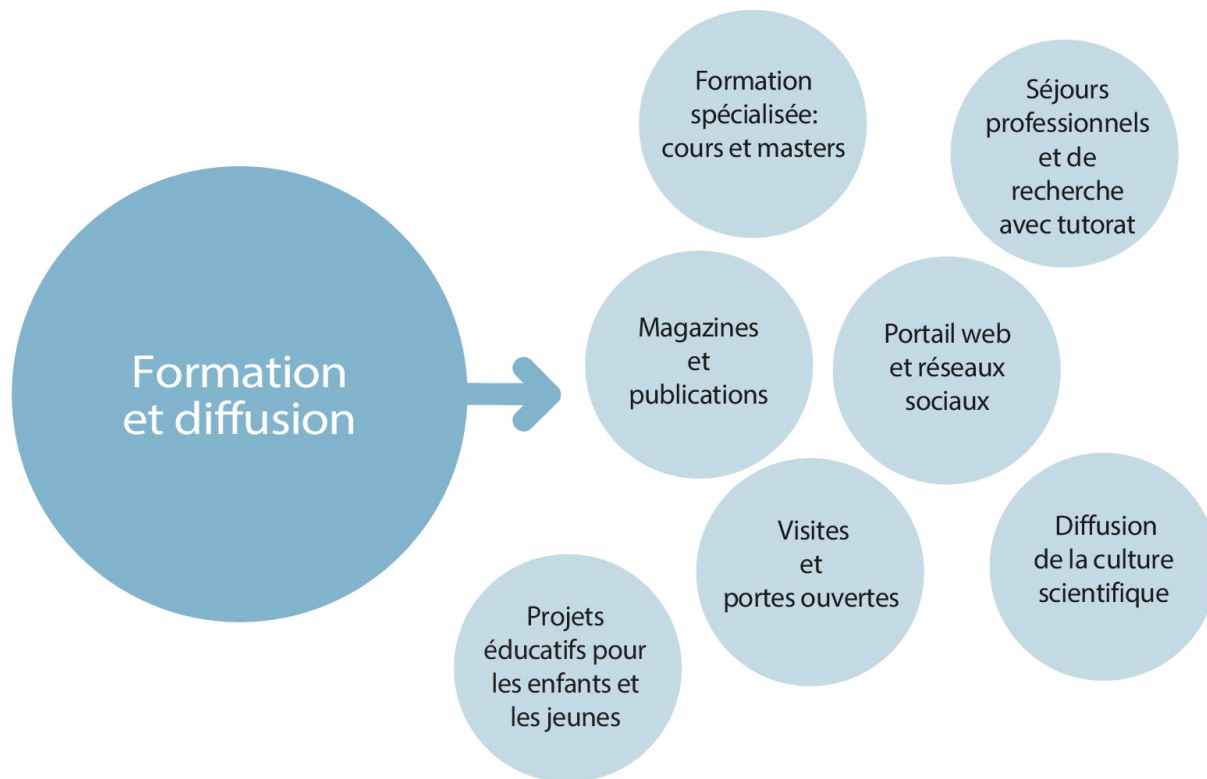 Formation
et diffusion
Formation
spécialisée:
cours et masters
Séjours
professionnels
et de
recherche
avec tutorat
Magazines
et
publications
Portail web
et réseaux
sociaux
Visites
et
portes ouvertes
Diffusion
de la culture
scientifique
Projets
éducatifs pour
les enfants et
les jeunes